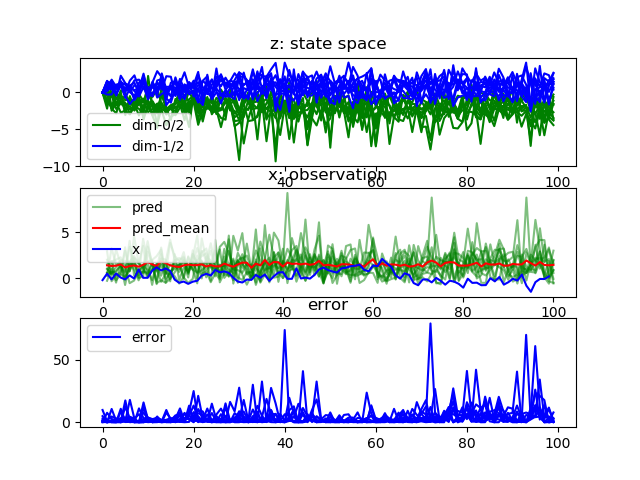 z: state space
0
−5
−10
dim-0/2
dim-1/2
0 20 40 60 80 100
x: observation
5
0
pred
pred_mean
x
0 20 40 60 80 100
error
50
0
error
0 20 40 60 80 100